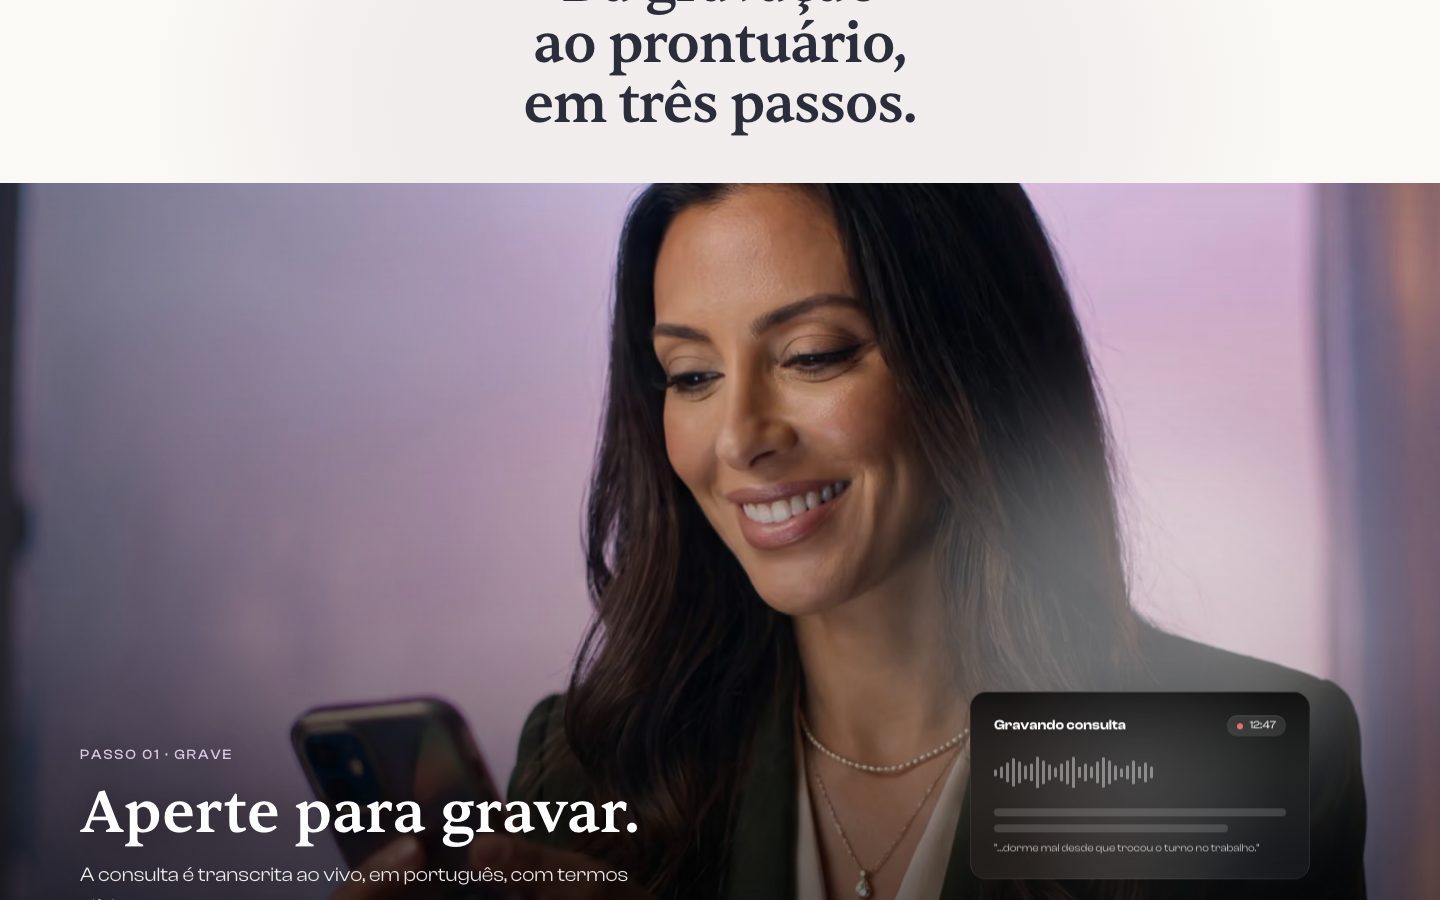 ao prontuário,
em três passos.
PASSO 01 · GRAVE
Aperte para gravar.
A consulta é transcrita ao vivo, em português, com termos
Gravando consulta
12:47
"...dorme mal desde que trocou o turno no trabalho."